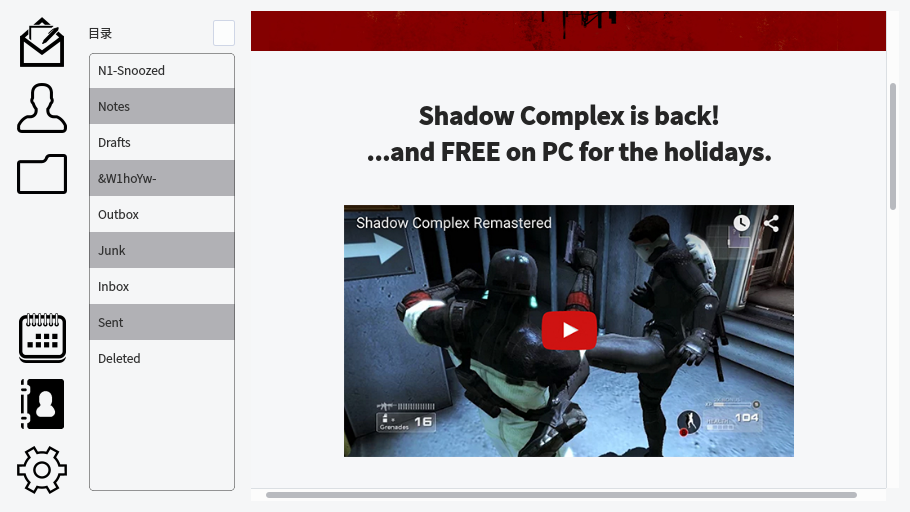 目录
N1-Snoozed
Notes
Drafts
&W1hoYw-
Outbox
Junk
Inbox
Sent
Deleted
Shadow Complex is back!
...and FREE on PC for the holidays.
Shadow Complex Remastered
Grenades 16
104